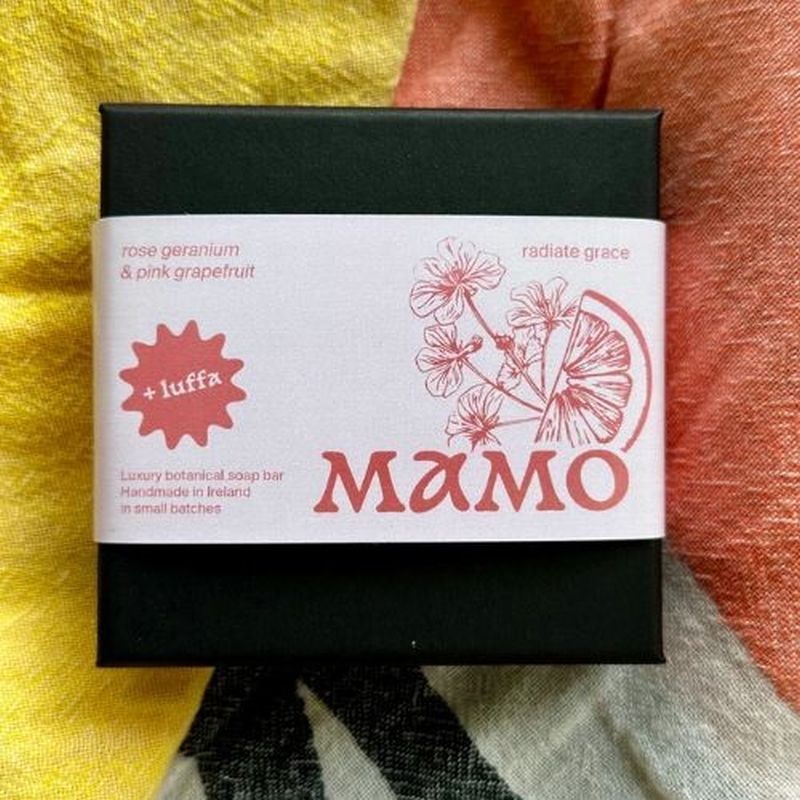 rose geranium
& pink grapefruit
radiate grace
+ luffa
Luxury botanical soap bar
Handmade in Ireland
in small batches
MaMO